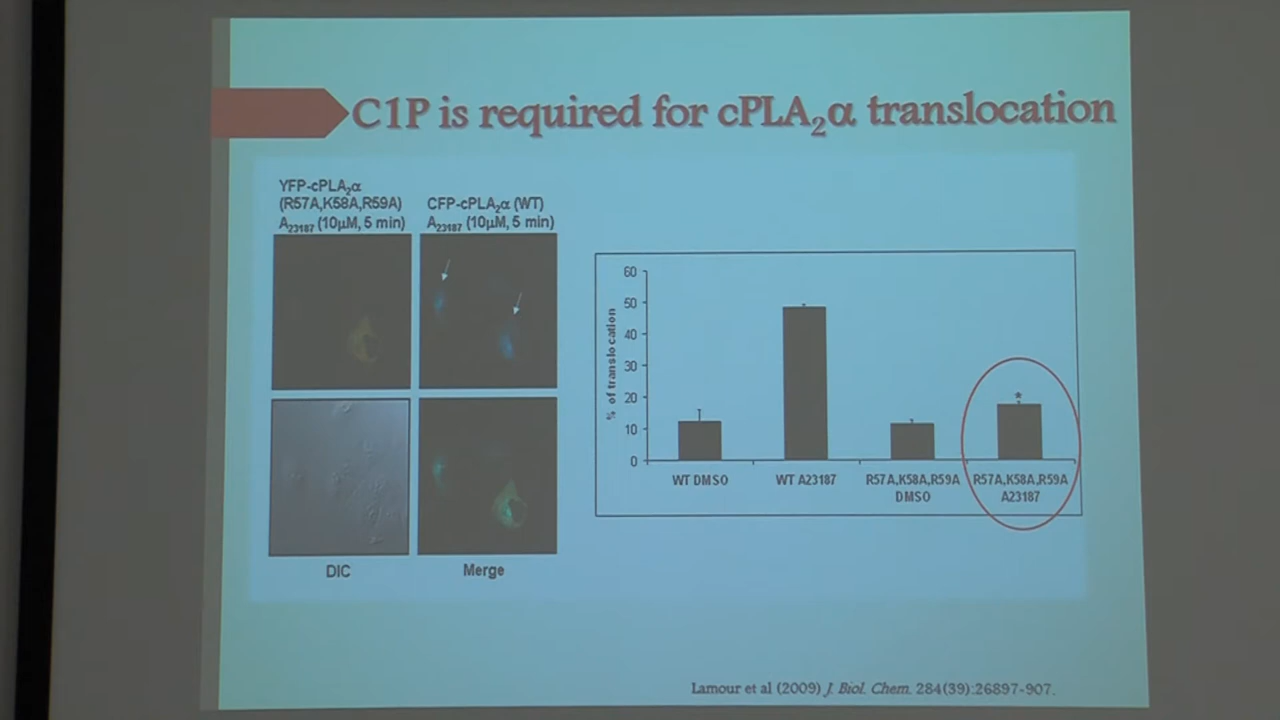 C1P is required for cPLA₂α translocation
YFP-cPLA₂α
(R57A,K58A,R59A)
A₂₃₁₈₇ (10µM, 5 min)
CFP-cPLA₂α (WT)
A₂₃₁₈₇ (10µM, 5 min)
DIC
Merge
% of translocation
60
50
40
30
20
10
0
*
WT DMSO
WT A23187
R57A,K58A,R59A
DMSO
R57A,K58A,R59A
A23187
Lamour et al (2009) J. Biol. Chem. 284(39):26897-907.